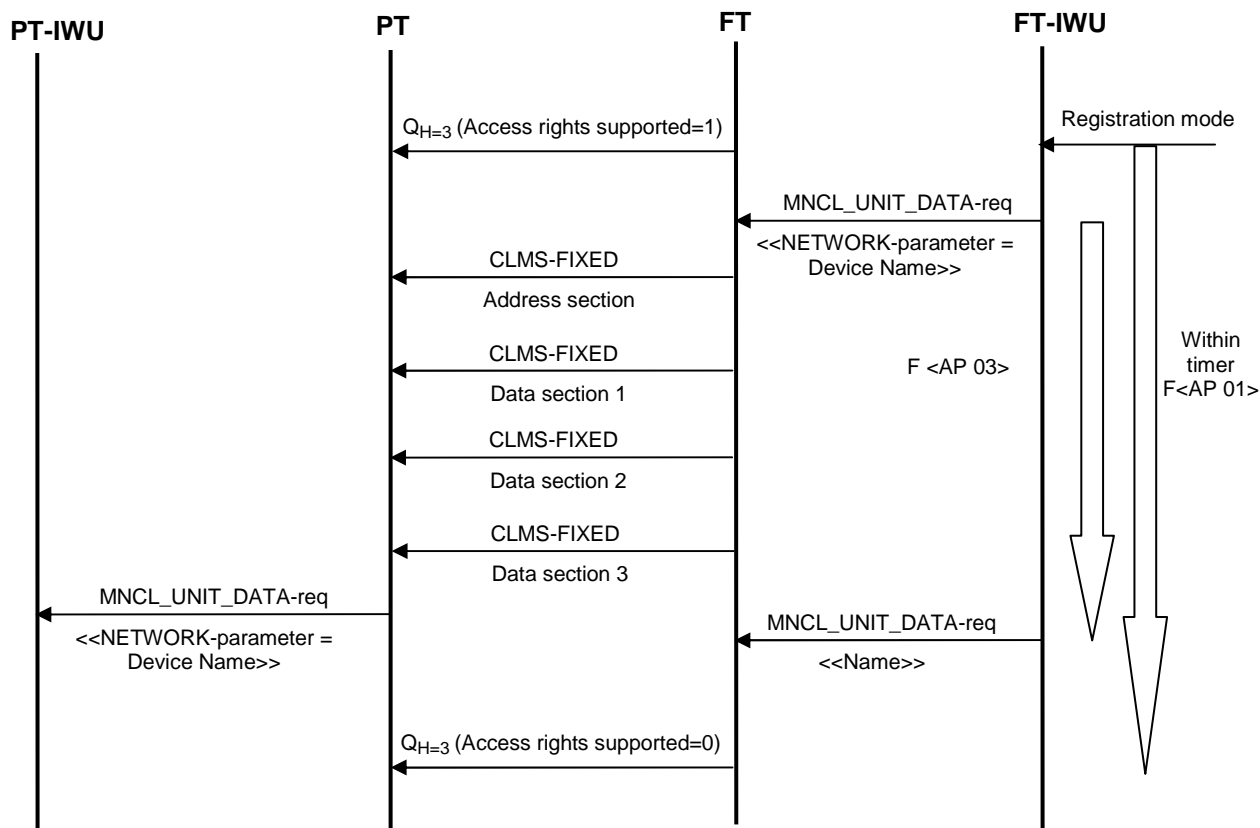 PT-IWU
PT
FT
FT-IWU
Registration mode
QH=3 (Access rights supported=1)
MNCL_UNIT_DATA-req
<<NETWORK-parameter =
Device Name>>
CLMS-FIXED
Address section
CLMS-FIXED
Data section 1
F <AP 03>
Within
timer
F<AP 01>
CLMS-FIXED
Data section 2
CLMS-FIXED
Data section 3
MNCL_UNIT_DATA-req
<<NETWORK-parameter =
Device Name>>
MNCL_UNIT_DATA-req
<<Name>>
QH=3 (Access rights supported=0)